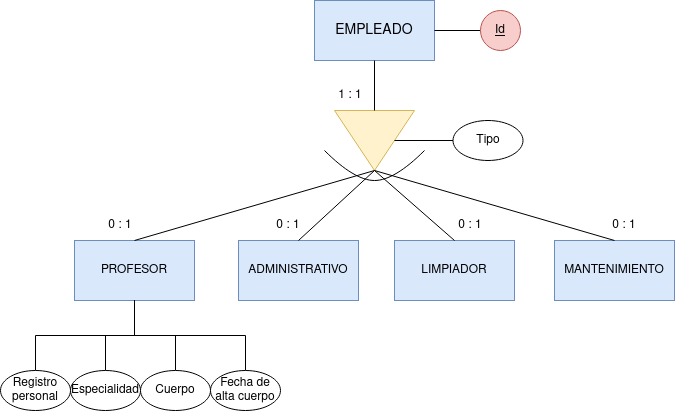 EMPLEADO
Id
1 : 1
Tipo
0 : 1
0 : 1
0 : 1
0 : 1
PROFESOR
ADMINISTRATIVO
LIMPIADOR
MANTENIMIENTO
Registro
personal
Especialidad
Cuerpo
Fecha de
alta cuerpo